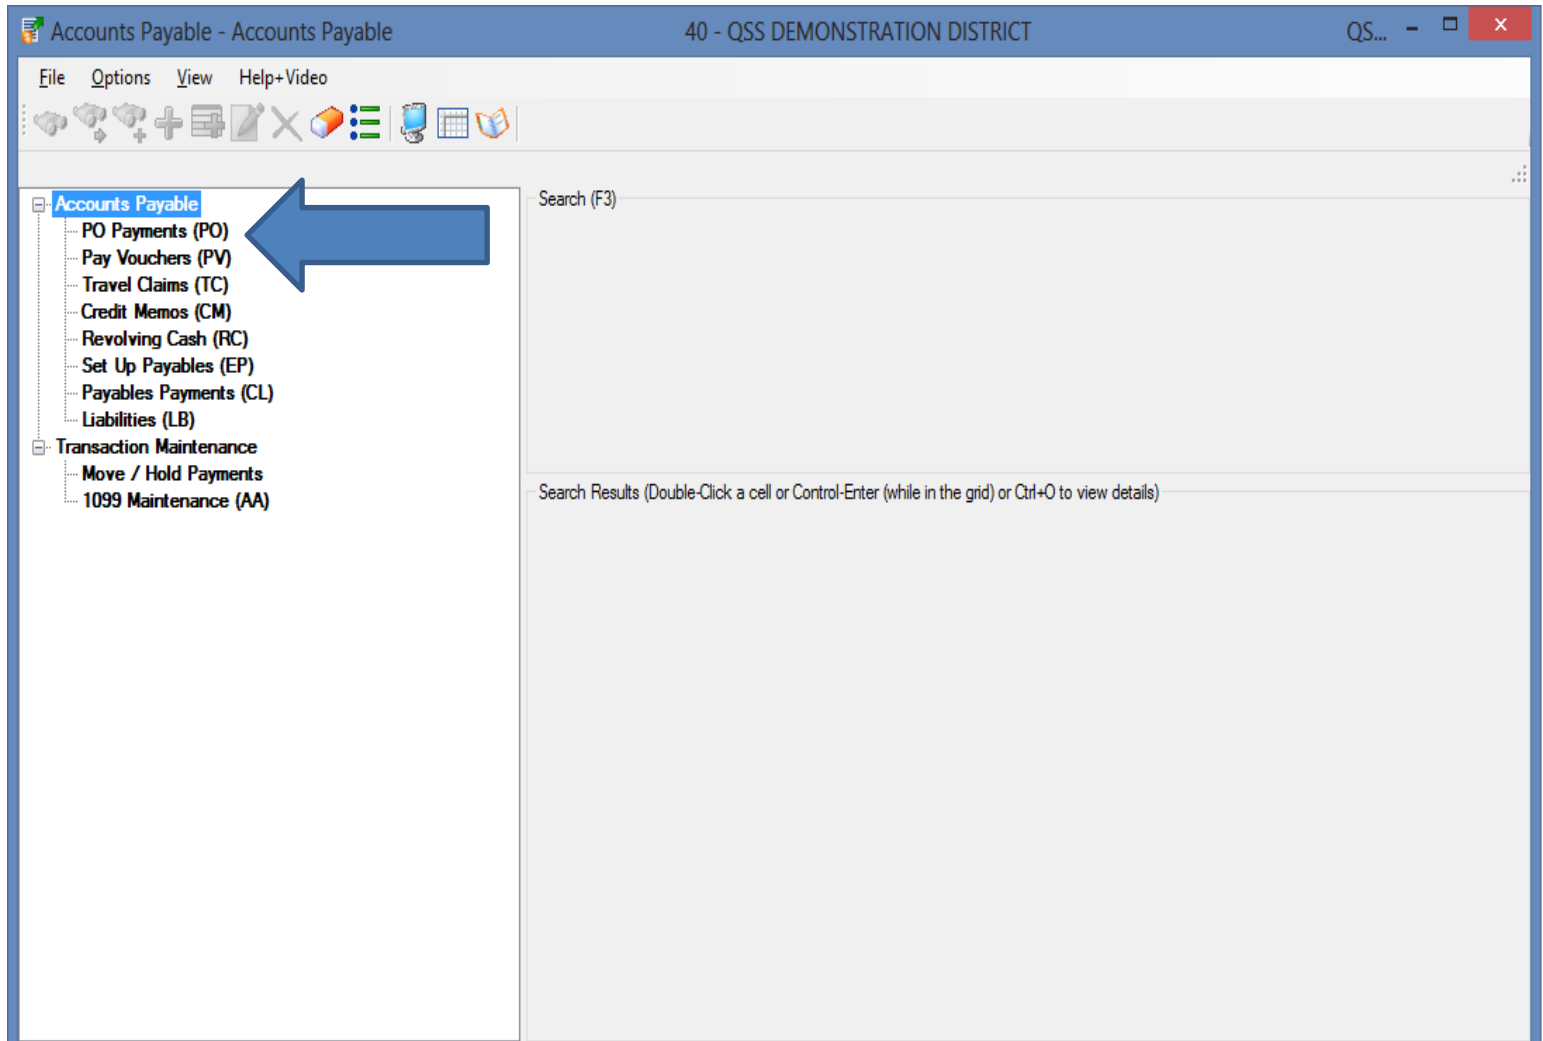 Accounts Payable - Accounts Payable 40 - QSS DEMONSTRATION DISTRICT QS...
File Options View Help+Video
Accounts Payable
PO Payments (PO)
Pay Vouchers (PV)
Travel Claims (TC)
Credit Memos (CM)
Revolving Cash (RC)
Set Up Payables (EP)
Payables Payments (CL)
Liabilities (LB)
Transaction Maintenance
Move / Hold Payments
1099 Maintenance (AA)
Search (F3)
Search Results (Double-Click a cell or Control-Enter (while in the grid) or Ctrl+O to view details)